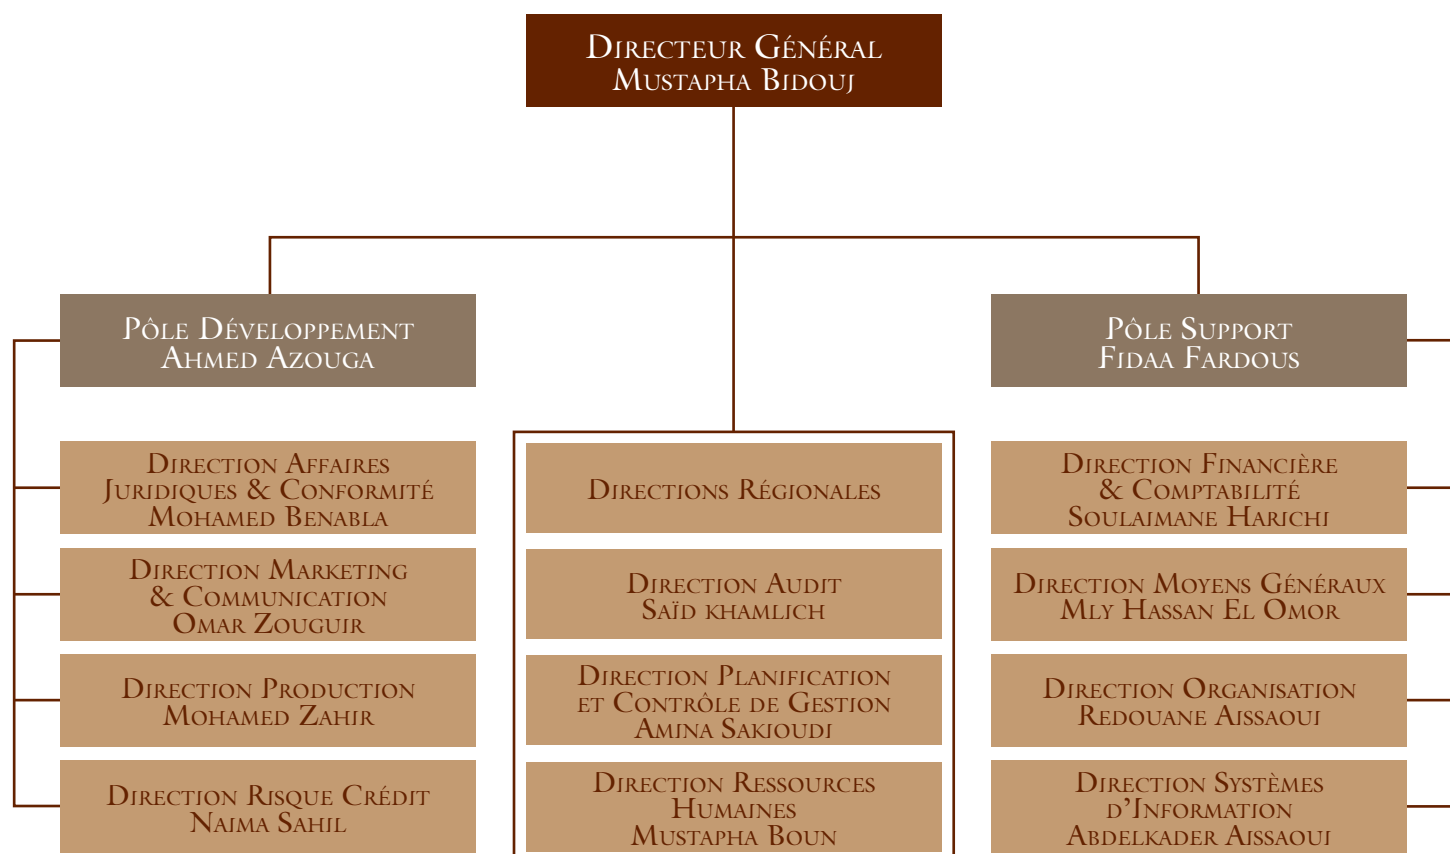 Directeur Général
Mustapha Bidouj
Pôle Développement
Ahmed Azouga
Pôle Support
Fidaa Fardous
Direction Affaires
Juridiques & Conformité
Mohamed Benabla
Direction Marketing
& Communication
Omar Zouguir
Direction Production
Mohamed Zahir
Direction Risque Crédit
Naima Sahil
Directions Régionales
Direction Audit
Saïd khamlich
Direction Planification
et Contrôle de Gestion
Amina Sakioudi
Direction Ressources
Humaines
Mustapha Boun
Direction Financière
& Comptabilité
Soulaimane Harichi
Direction Moyens Généraux
Mly Hassan El Omor
Direction Organisation
Redouane Aissaoui
Direction Systèmes
d'Information
Abdelkader Aissaoui